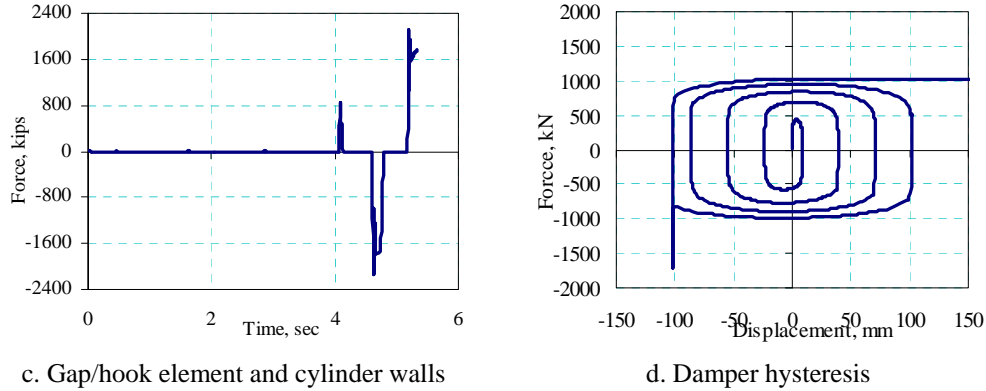 2400
1600
800
0
-800
-1600
-2400
Force, kips
0 2 4 6
Time, sec
c. Gap/hook element and cylinder walls
2000
1500
1000
500
0
-500
-1000
-1500
-2000
Forcce, kN
-150 -100 -50 0 50 100 150
Displacement, mm
d. Damper hysteresis